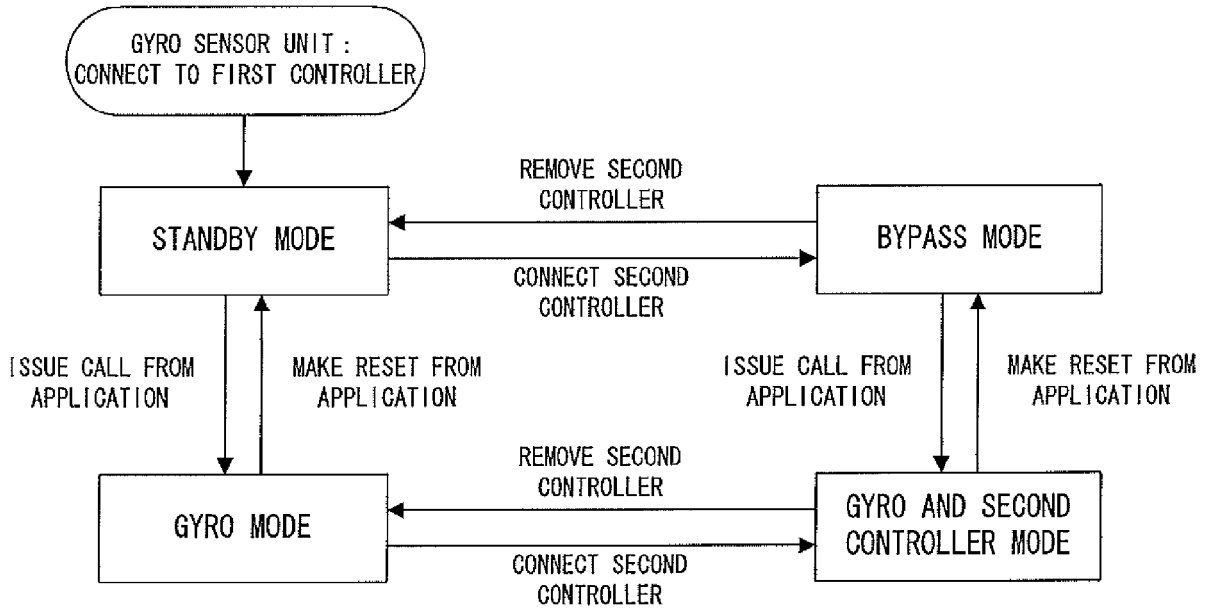 GYRO SENSOR UNIT :
CONNECT TO FIRST CONTROLLER
REMOVE SECOND
CONTROLLER
STANDBY MODE
BYPASS MODE
CONNECT SECOND
CONTROLLER
ISSUE CALL FROM
APPLICATION
MAKE RESET FROM
APPLICATION
ISSUE CALL FROM
APPLICATION
MAKE RESET FROM
APPLICATION
REMOVE SECOND
CONTROLLER
GYRO MODE
GYRO AND SECOND
CONTROLLER MODE
CONNECT SECOND
CONTROLLER